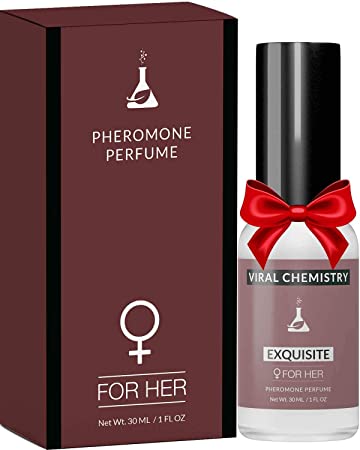 PHEROMONE
PERFUME
FOR HER
Net Wt. 30 ML / 1 FL OZ
VIRAL CHEMISTRY
EXQUISITE
♀ FOR HER
PHEROMONE PERFUME
Net Wt. 30 ML / 1 FL OZ